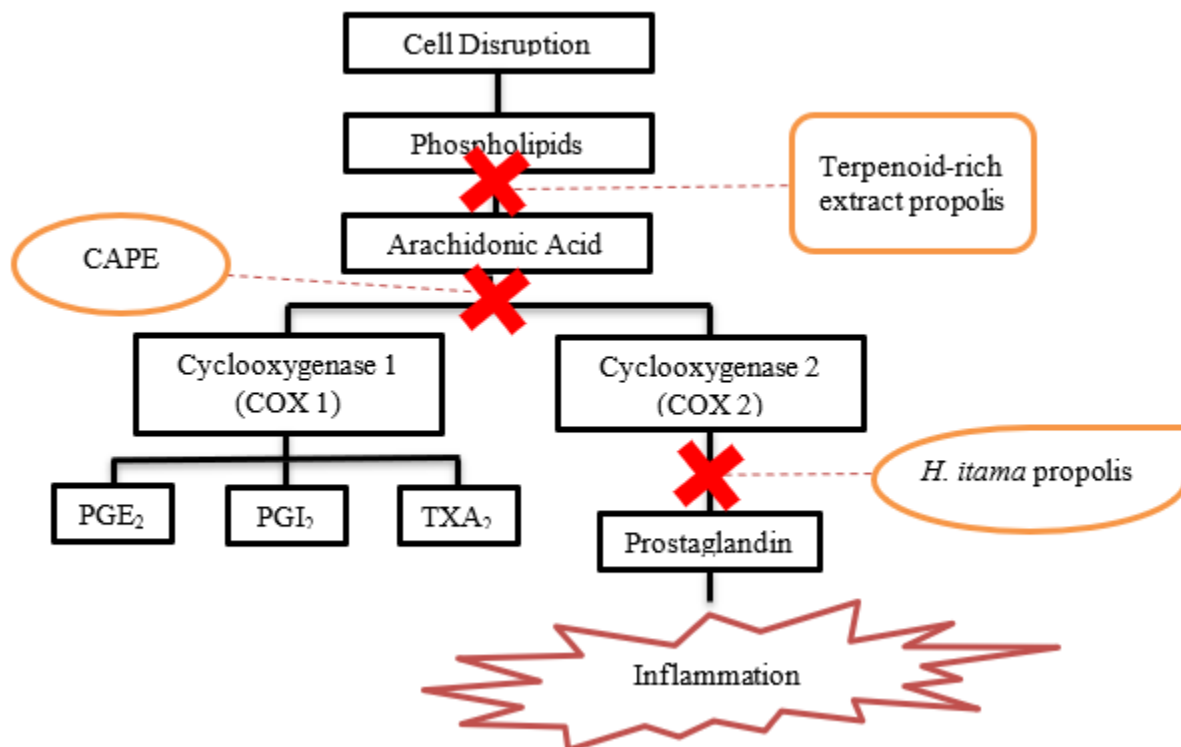 Cell Disruption
Phospholipids
Terpenoid-rich
extract propolis
CAPE
Arachidonic Acid
Cyclooxygenase 1
(COX 1)
Cyclooxygenase 2
(COX 2)
H. itama propolis
PGE₂
PGI₂
TXA₂
Prostaglandin
Inflammation